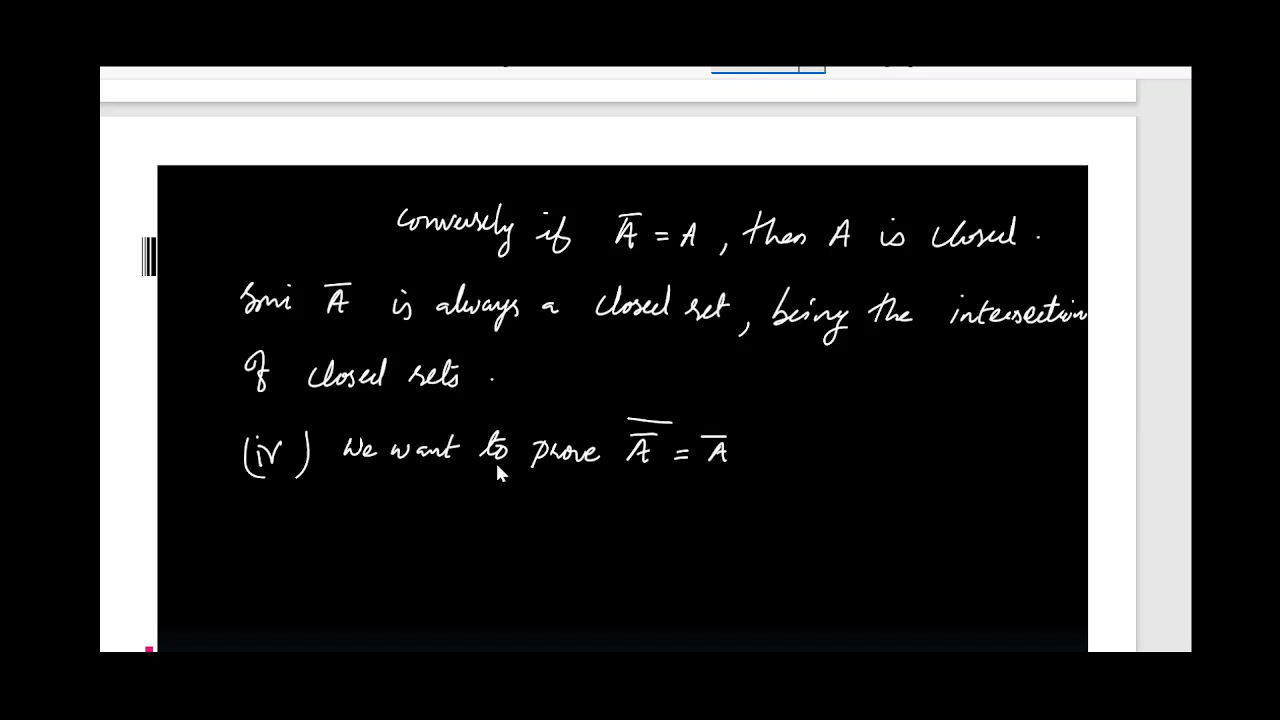 conversely if A̅ = A, then A is closed.
Sinc A̅ is always a closed set, being the intersection
of closed sets.
(iv) We want to prove A̅̅ = A̅